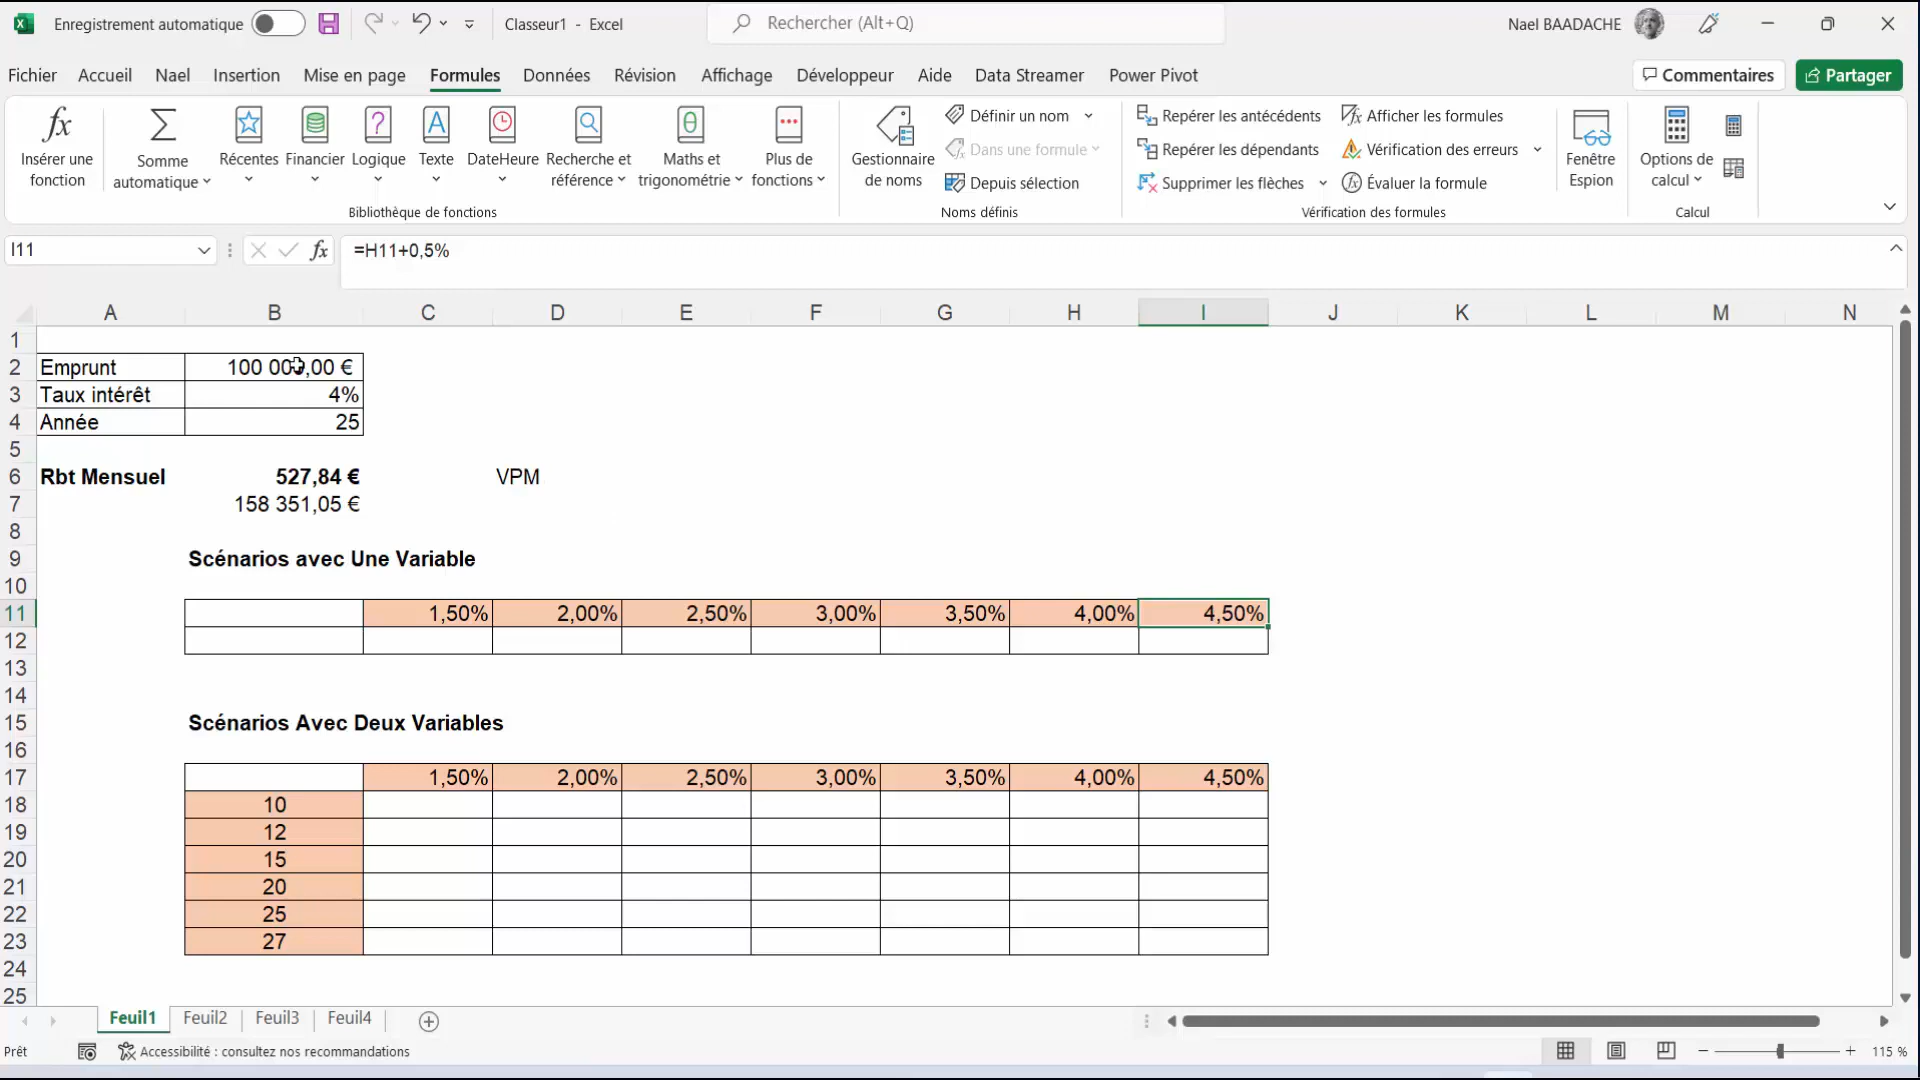 Enregistrement automatique Classeur1 - Excel Rechercher (Alt+Q) Nael BAADACHE
Fichier Accueil Nael Insertion Mise en page Formules Données Révision Affichage Développeur Aide Data Streamer Power Pivot Commentaires Partager
Insérer une fonction
Somme automatique
Récentes
Financier
Logique
Texte
DateHeure
Recherche et référence
Maths et trigonométrie
Plus de fonctions
Bibliothèque de fonctions
Gestionnaire de noms
Définir un nom
Dans une formule
Depuis sélection
Noms définis
Repérer les antécédents
Repérer les dépendants
Supprimer les flèches
Afficher les formules
Vérification des erreurs
Évaluer la formule
Vérification des formules
Fenêtre Espion
Options de calcul
Calcul
I11 fx =H11+0,5%
A B C D E F G H I J K L M N
1
2 Emprunt 100 000,00 €
3 Taux intérêt 4%
4 Année 25
5
6 Rbt Mensuel 527,84 € VPM
7 158 351,05 €
8
9 Scénarios avec Une Variable
10
11 1,50% 2,00% 2,50% 3,00% 3,50% 4,00% 4,50%
12
13
14
15 Scénarios Avec Deux Variables
16
17 1,50% 2,00% 2,50% 3,00% 3,50% 4,00% 4,50%
18 10
19 12
20 15
21 20
22 25
23 27
24
25
Feuil1 Feuil2 Feuil3 Feuil4
Prêt Accessibilité : consultez nos recommandations 115 %